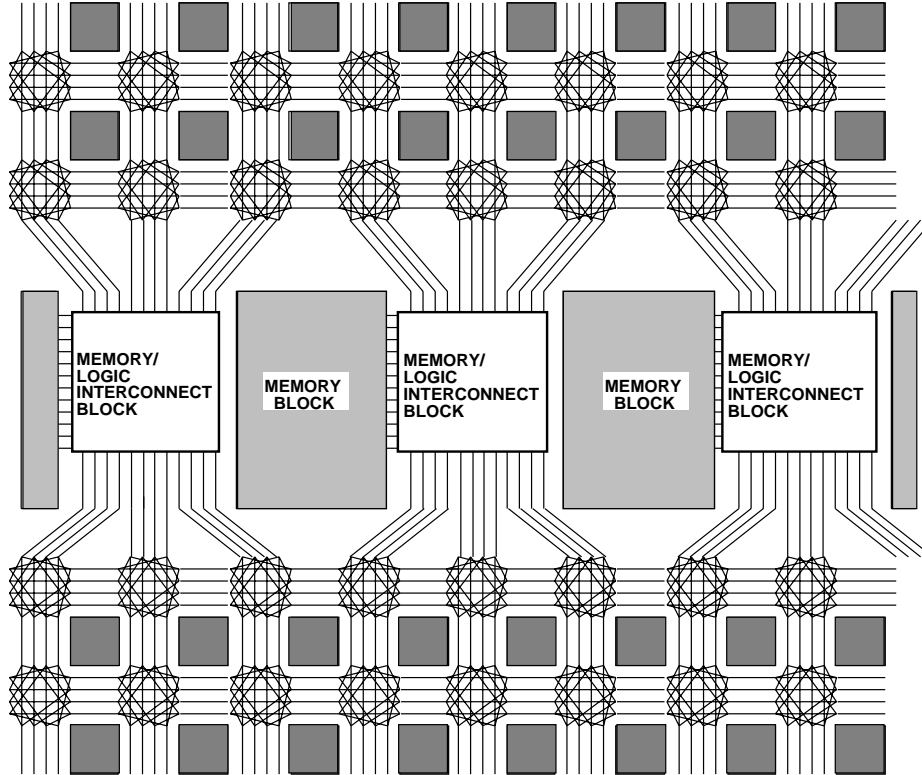 MEMORY/
LOGIC
INTERCONNECT
BLOCK
MEMORY
BLOCK
MEMORY/
LOGIC
INTERCONNECT
BLOCK
MEMORY
BLOCK
MEMORY/
LOGIC
INTERCONNECT
BLOCK